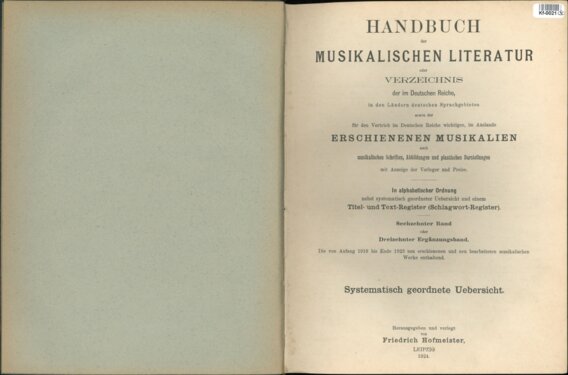 Kf-0021
HANDBUCH
der
MUSIKALISCHEN LITERATUR
oder
VERZEICHNIS
der im Deutschen Reiche,
in den Ländern deutschen Sprachgebietes
sowie der
für den Vertrieb im Deutschen Reiche wichtigen, im Auslande
ERSCHIENENEN MUSIKALIEN
auch
musikalischen Schriften, Abbildungen und plastischen Darstellungen
mit Anzeige der Verleger und Preise.
In alphabetischer Ordnung
nebst systematisch geordneter Uebersicht und einem
Titel- und Text-Register (Schlagwort-Register).
Sechzehnter Band
oder
Dreizehnter Ergänzungsband.
Die von Anfang 1919 bis Ende 1923 neu erschienenen und neu bearbeiteten musikalischen
Werke enthaltend.
Systematisch geordnete Uebersicht.
Herausgegeben und verlegt
von
Friedrich Hofmeister,
LEIPZIG
1924.